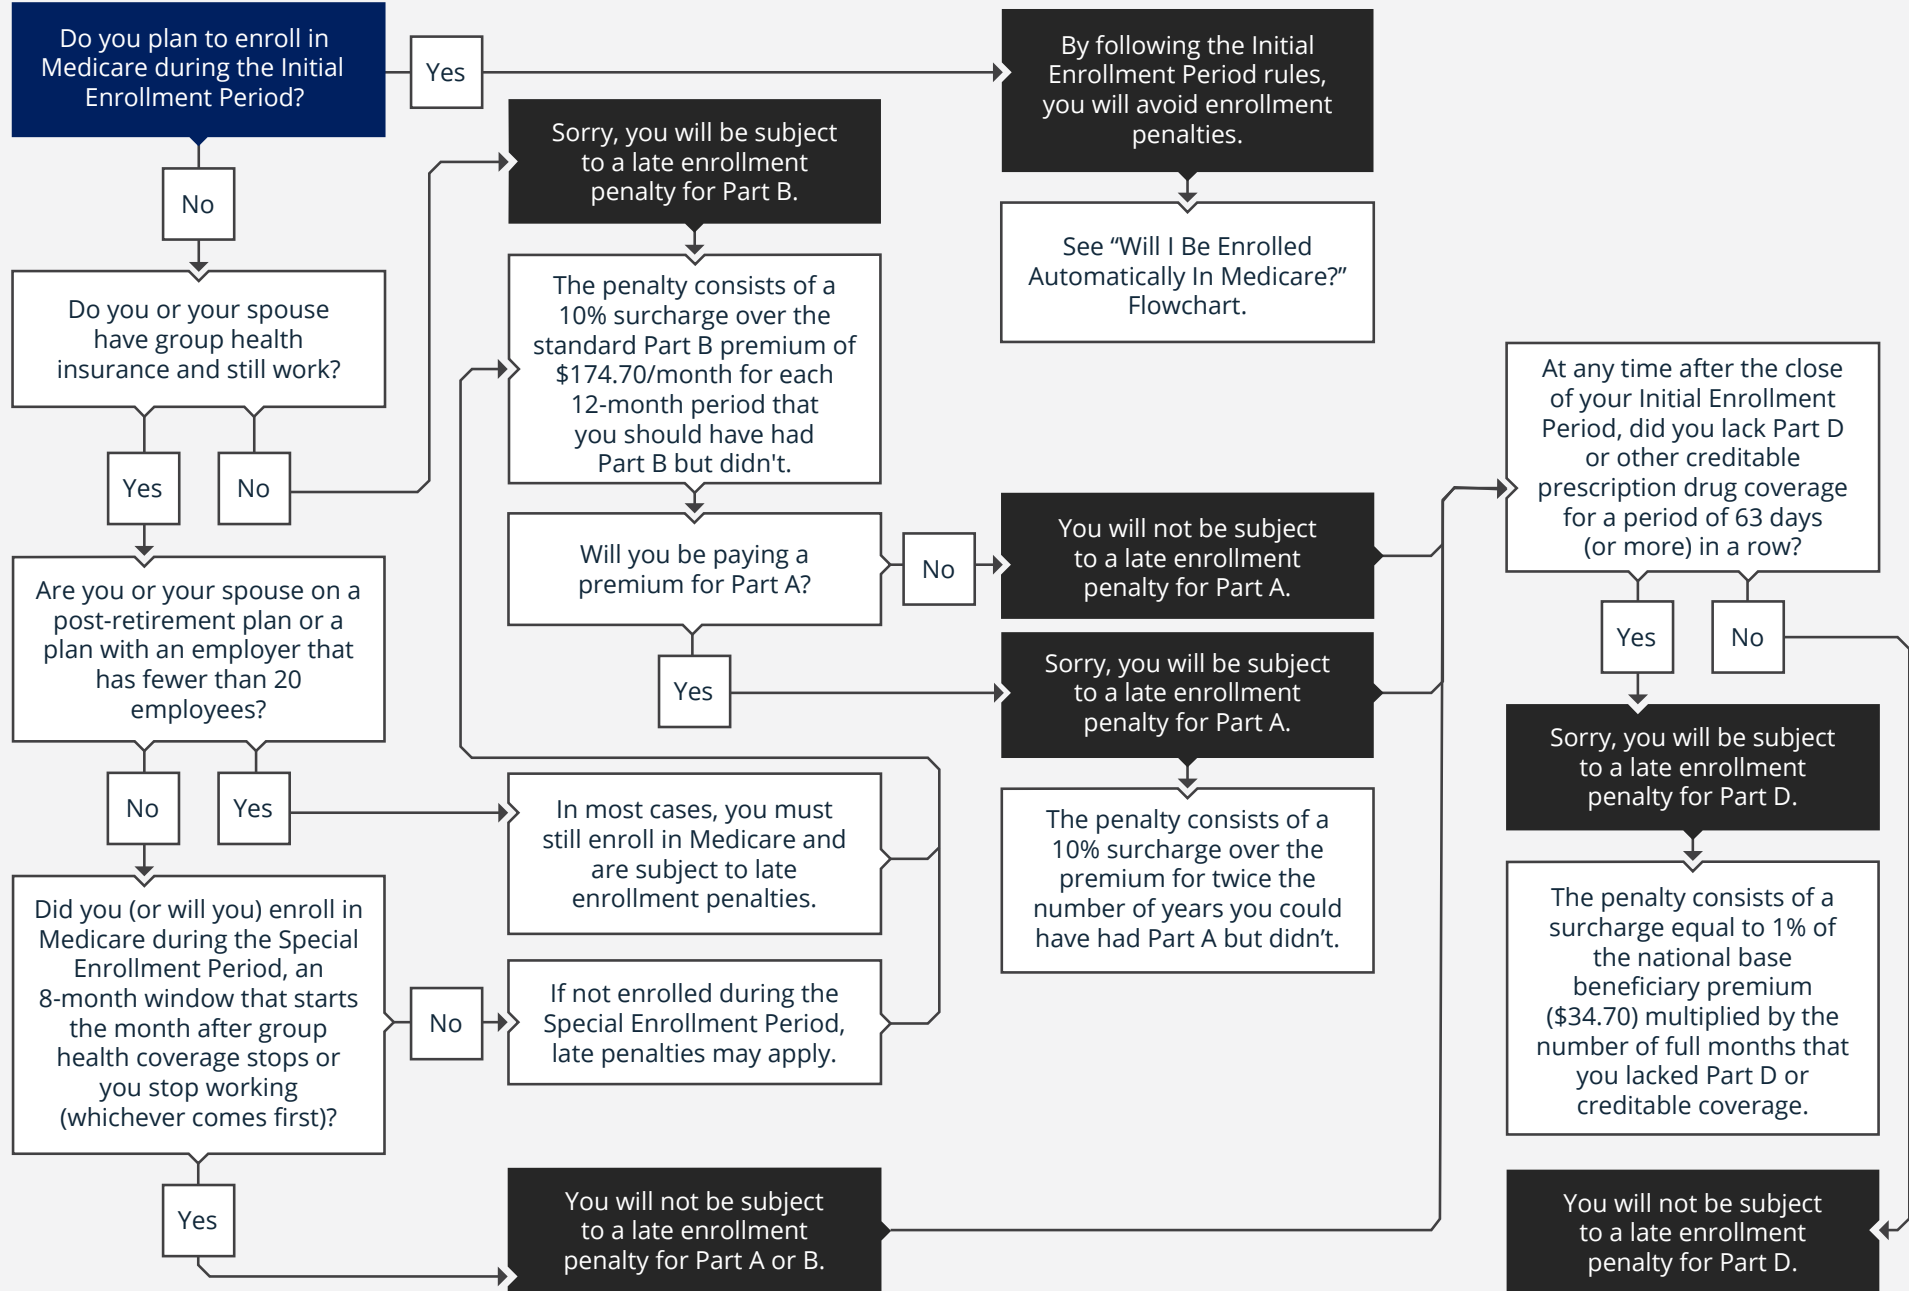 Do you plan to enroll in
Medicare during the Initial
Enrollment Period?
Yes
By following the Initial
Enrollment Period rules,
you will avoid enrollment
penalties.
See “Will I Be Enrolled
Automatically In Medicare?”
Flowchart.
No
Do you or your spouse
have group health
insurance and still work?
Yes
No
Sorry, you will be subject
to a late enrollment
penalty for Part B.
The penalty consists of a
10% surcharge over the
standard Part B premium of
$174.70/month for each
12-month period that
you should have had
Part B but didn't.
Will you be paying a
premium for Part A?
No
You will not be subject
to a late enrollment
penalty for Part A.
Yes
Sorry, you will be subject
to a late enrollment
penalty for Part A.
The penalty consists of a
10% surcharge over the
premium for twice the
number of years you could
have had Part A but didn’t.
Are you or your spouse on a
post-retirement plan or a
plan with an employer that
has fewer than 20
employees?
No
Yes
In most cases, you must
still enroll in Medicare and
are subject to late
enrollment penalties.
Did you (or will you) enroll in
Medicare during the Special
Enrollment Period, an
8-month window that starts
the month after group
health coverage stops or
you stop working
(whichever comes first)?
No
If not enrolled during the
Special Enrollment Period,
late penalties may apply.
Yes
You will not be subject
to a late enrollment
penalty for Part A or B.
At any time after the close
of your Initial Enrollment
Period, did you lack Part D
or other creditable
prescription drug coverage
for a period of 63 days
(or more) in a row?
Yes
No
Sorry, you will be subject
to a late enrollment
penalty for Part D.
The penalty consists of a
surcharge equal to 1% of
the national base
beneficiary premium
($34.70) multiplied by the
number of full months that
you lacked Part D or
creditable coverage.
You will not be subject
to a late enrollment
penalty for Part D.